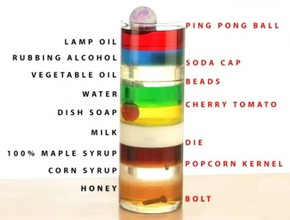 PING PONG BALL
LAMP OIL
RUBBING ALCOHOL
SODA CAP
VEGETABLE OIL
BEADS
WATER
CHERRY TOMATO
DISH SOAP
MILK
DIE
100% MAPLE SYRUP
POPCORN KERNEL
CORN SYRUP
HONEY
BOLT